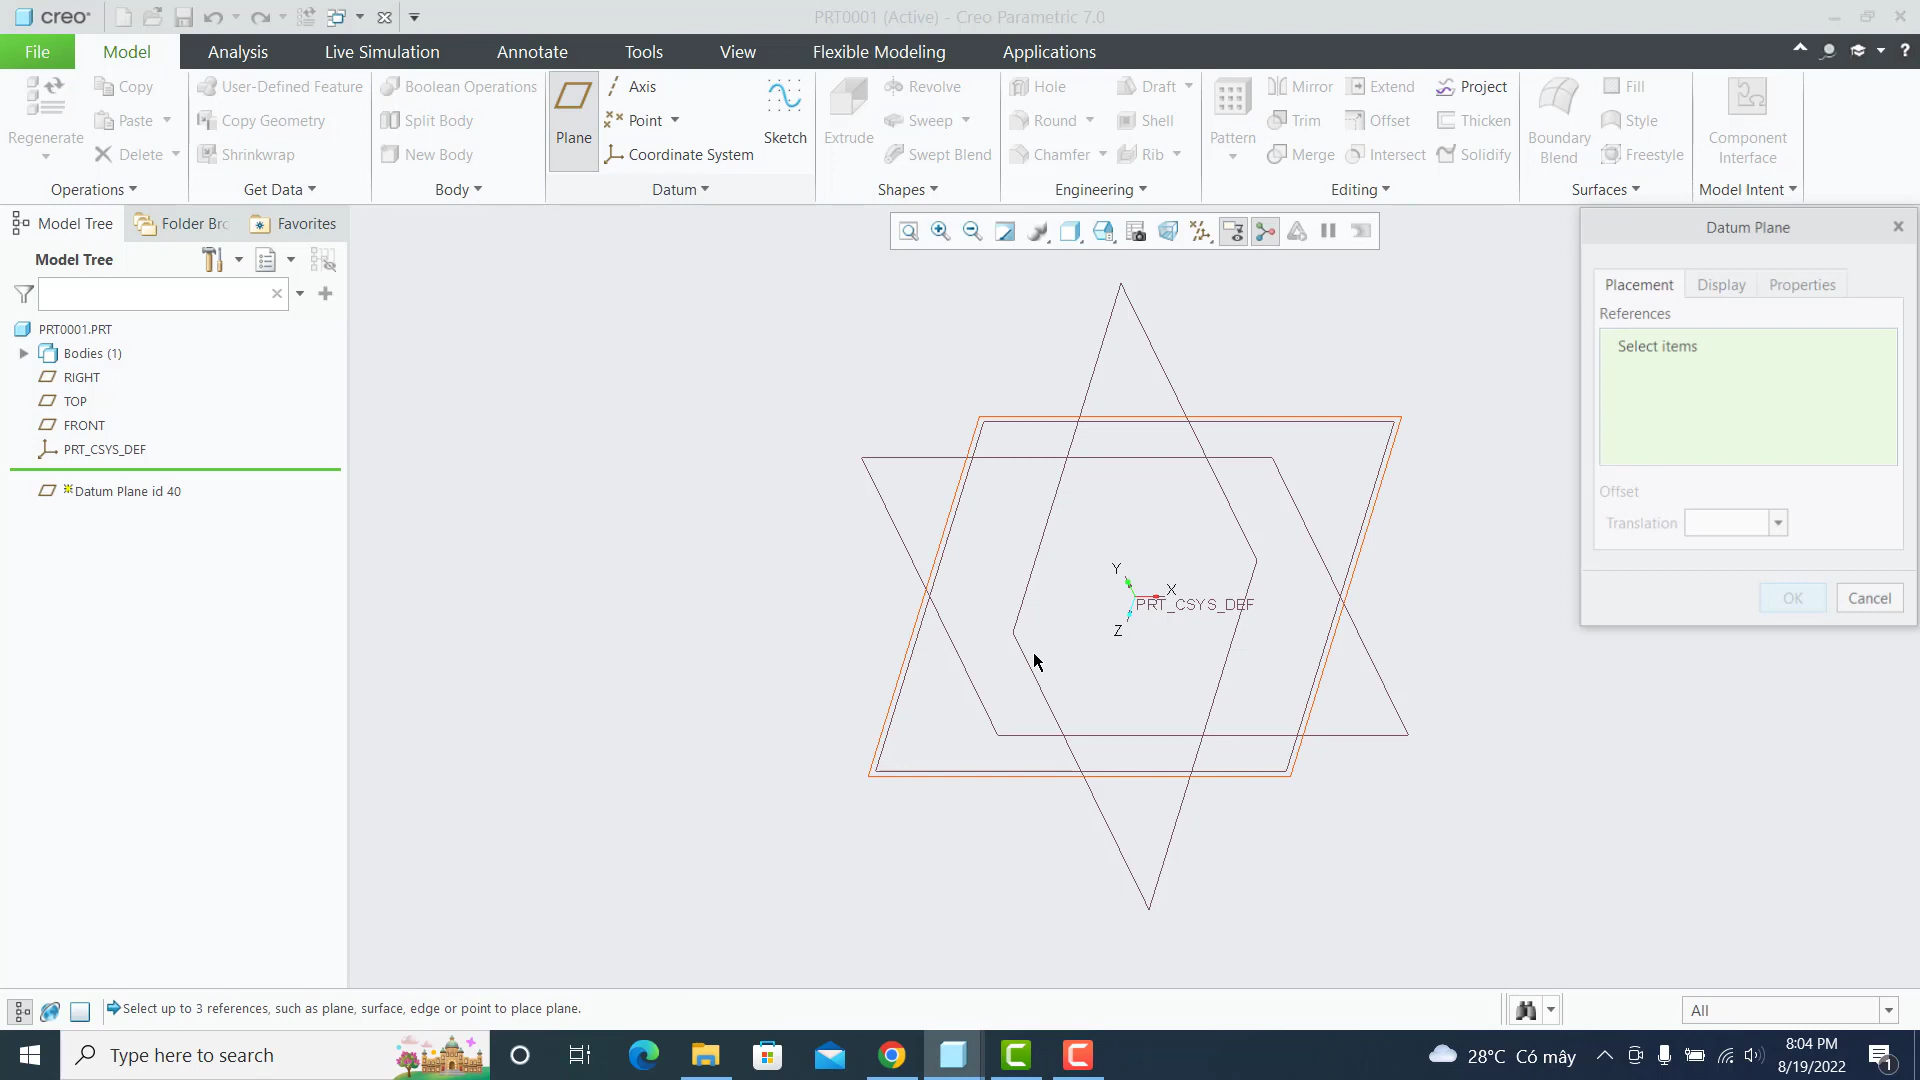 creo
PRT0001 (Active) - Creo Parametric 7.0
File Model Analysis Live Simulation Annotate Tools View Flexible Modeling Applications
Regenerate
Copy
Paste
Delete
Operations
User-Defined Feature
Copy Geometry
Shrinkwrap
Get Data
Boolean Operations
Split Body
New Body
Body
Plane
Axis
Point
Coordinate System
Sketch
Datum
Extrude
Revolve
Sweep
Swept Blend
Shapes
Hole
Round
Chamfer
Draft
Shell
Rib
Engineering
Pattern
Mirror
Trim
Merge
Extend
Offset
Intersect
Project
Thicken
Solidify
Editing
Boundary
Blend
Fill
Style
Freestyle
Surfaces
Component
Interface
Model Intent
Model Tree Folder Brc Favorites
Model Tree
PRT0001.PRT
Bodies (1)
RIGHT
TOP
FRONT
PRT_CSYS_DEF
Datum Plane id 40
Y
X
PRT_CSYS_DEF
Z
Datum Plane
Placement Display Properties
References
Select items
Offset
Translation
OK Cancel
Select up to 3 references, such as plane, surface, edge or point to place plane.
All
Type here to search
28°C Có mây
8:04 PM
8/19/2022
1